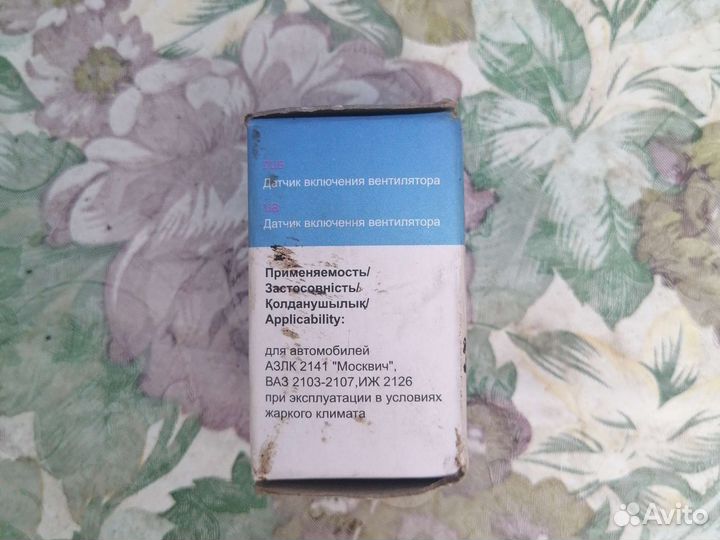 rus
Датчик включения вентилятора
ua
Датчик включення вентилятора
Применяемость/
Застосовність/
Қолданушылық/
Applicability:
для автомобилей
АЗЛК 2141 "Москвич",
ВАЗ 2103-2107,ИЖ 2126
при эксплуатации в условиях
жаркого климата
Avito